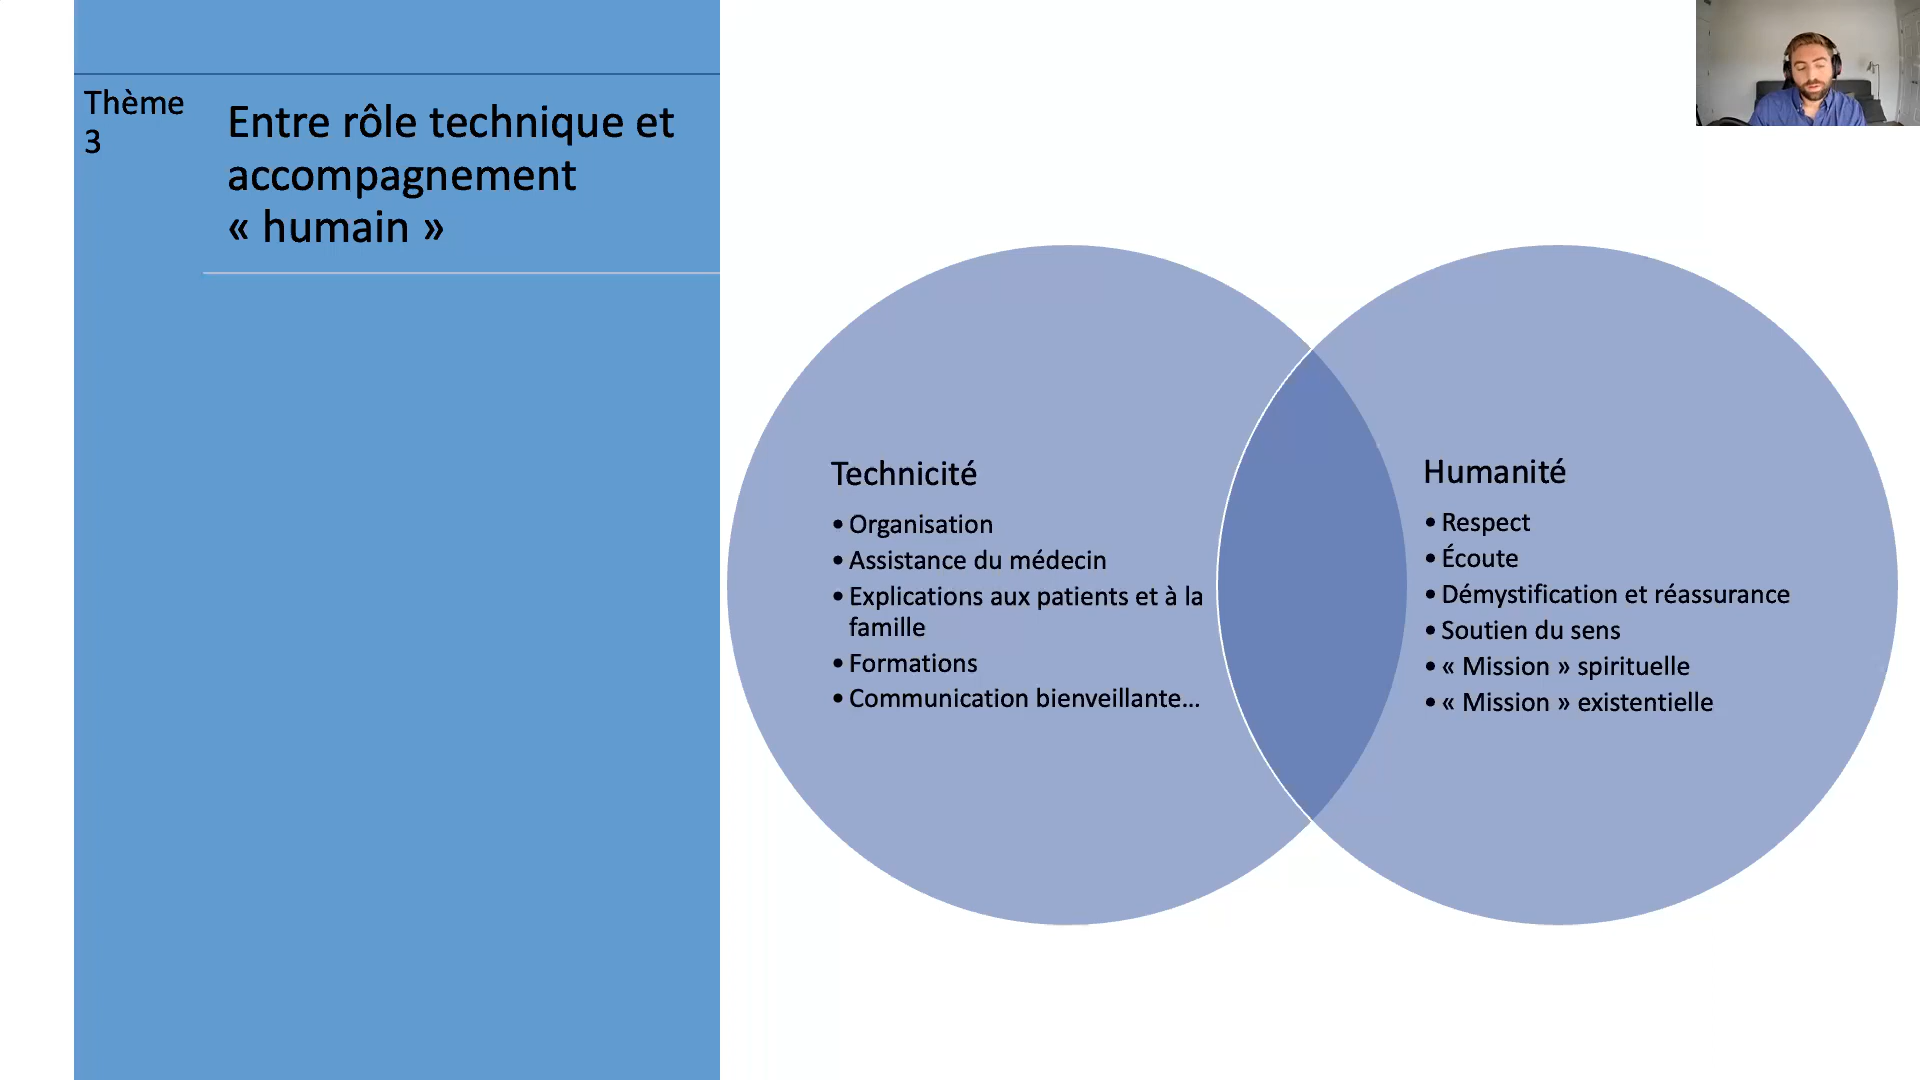 Thème
3
Entre rôle technique et
accompagnement
« humain »
Technicité
• Organisation
• Assistance du médecin
• Explications aux patients et à la
famille
• Formations
• Communication bienveillante...
Humanité
• Respect
• Écoute
• Démystification et réassurance
• Soutien du sens
• « Mission » spirituelle
• « Mission » existentielle